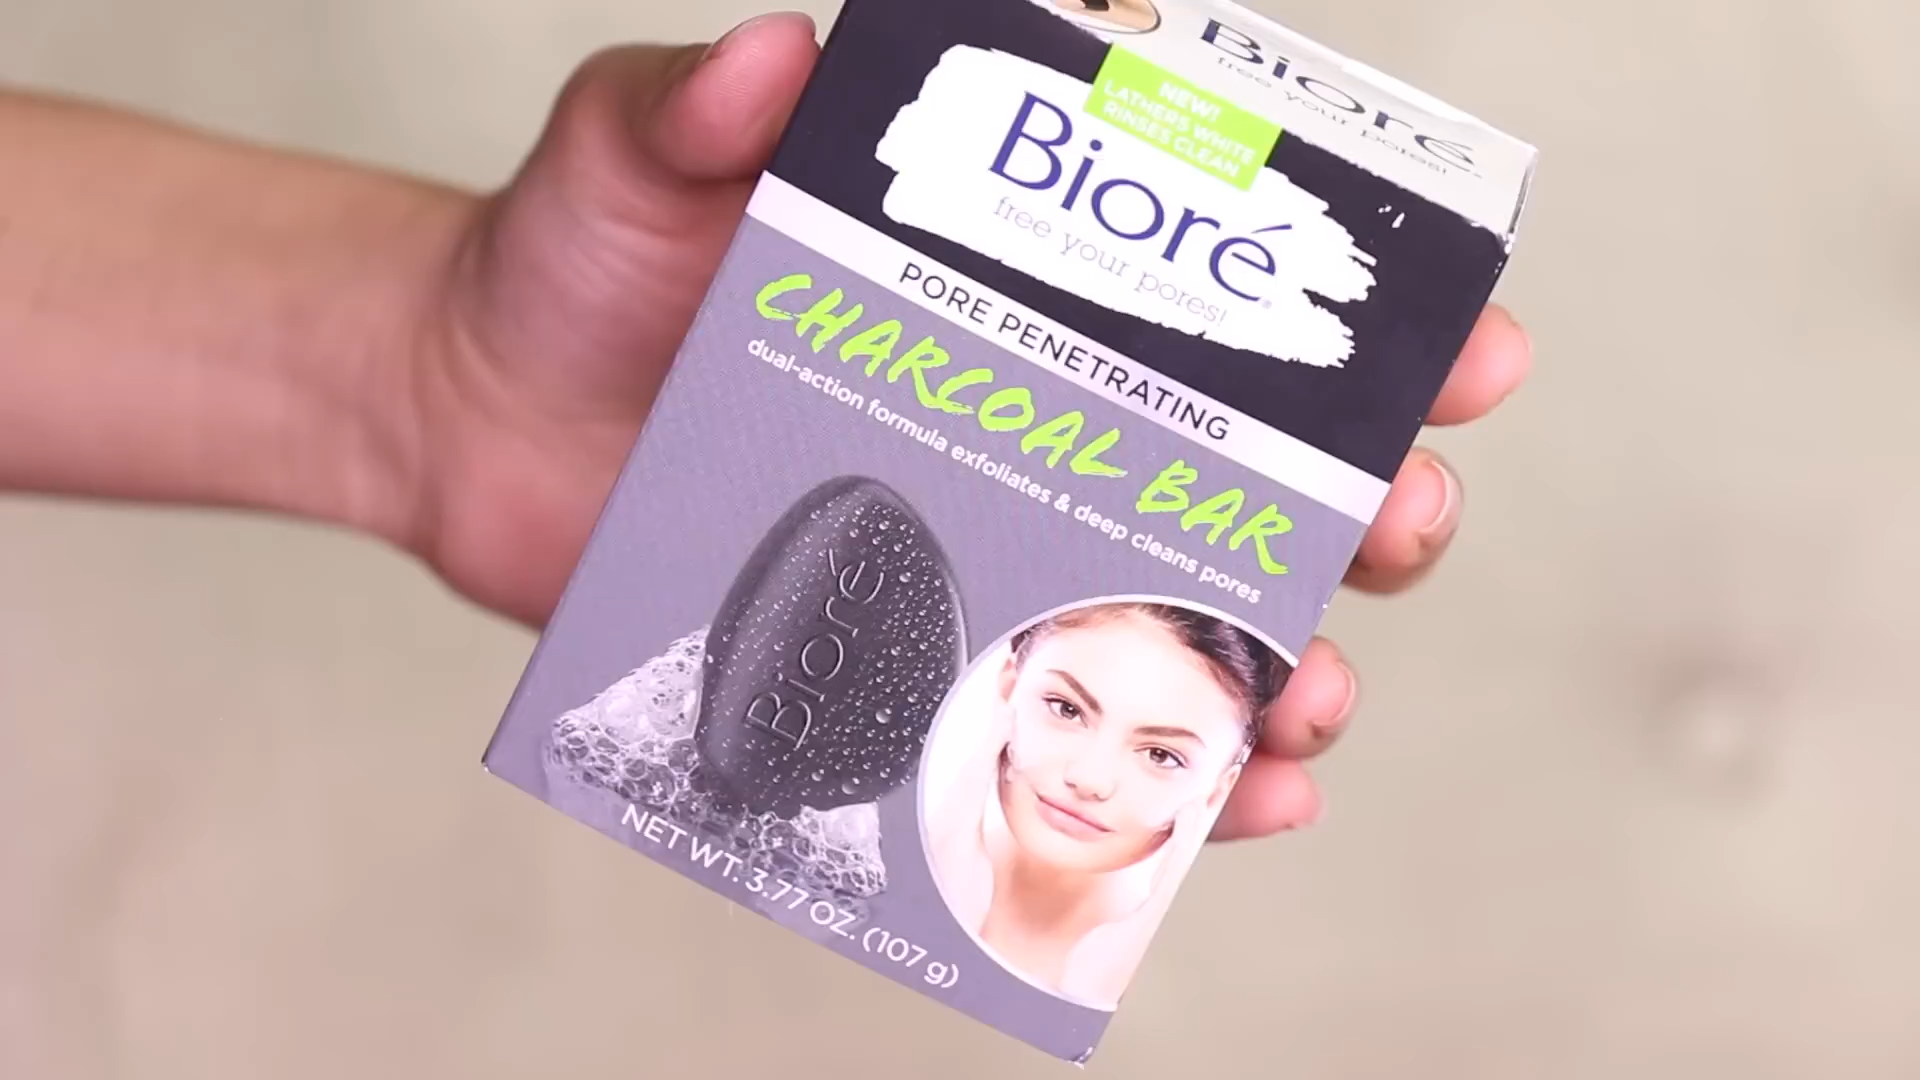 Bioré
free your pores!
NEW!
LATHERS WHITE
RINSES CLEAN
Bioré
free your pores!
PORE PENETRATING
CHARCOAL BAR
dual-action formula exfoliates & deep cleans pores
Bioré
NET WT. 3.77 OZ. (107 g)